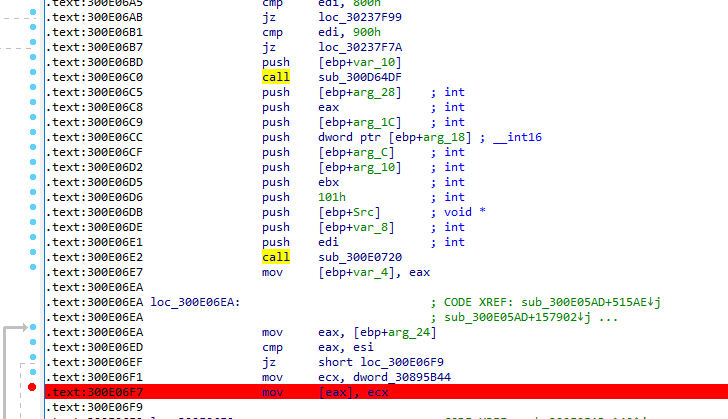 .text:300E06A5 cmp edi, 800h
.text:300E06AB jz loc_30237F99
.text:300E06B1 cmp edi, 900h
.text:300E06B7 jz loc_30237F7A
.text:300E06BD push [ebp+var_10]
.text:300E06C0 call sub_300D64DF
.text:300E06C5 push [ebp+arg_28] ; int
.text:300E06C8 push eax ; int
.text:300E06C9 push [ebp+arg_1C] ; int
.text:300E06CC push dword ptr [ebp+arg_18] ; __int16
.text:300E06CF push [ebp+arg_C] ; int
.text:300E06D2 push [ebp+arg_10] ; int
.text:300E06D5 push ebx ; int
.text:300E06D6 push 101h ; int
.text:300E06DB push [ebp+Src] ; void *
.text:300E06DE push [ebp+var_8] ; int
.text:300E06E1 push edi ; int
.text:300E06E2 call sub_300E0720
.text:300E06E7 mov [ebp+var_4], eax
.text:300E06EA
.text:300E06EA loc_300E06EA: ; CODE XREF: sub_300E05AD+515AE↓j
.text:300E06EA ; sub_300E05AD+157902↓j ...
.text:300E06EA mov eax, [ebp+arg_24]
.text:300E06ED cmp eax, esi
.text:300E06EF jz short loc_300E06F9
.text:300E06F1 mov ecx, dword_30895B44
.text:300E06F7 mov [eax], ecx
.text:300E06F9